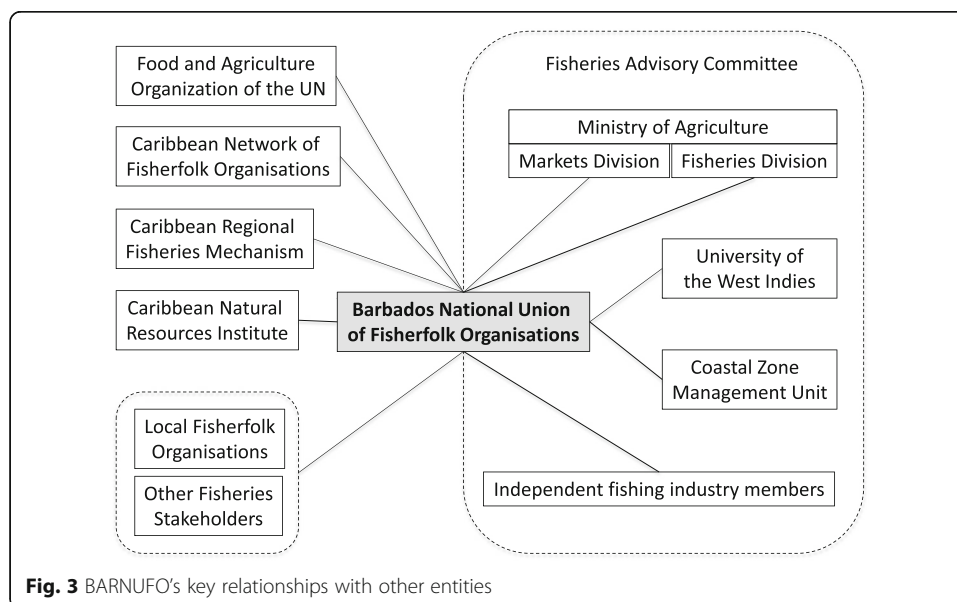 Food and Agriculture
Organization of the UN
Caribbean Network of
Fisherfolk Organisations
Caribbean Regional
Fisheries Mechanism
Caribbean Natural
Resources Institute
Local Fisherfolk
Organisations
Other Fisheries
Stakeholders
Barbados National Union
of Fisherfolk Organisations
Fisheries Advisory Committee
Ministry of Agriculture
Markets Division
Fisheries Division
University of
the West Indies
Coastal Zone
Management Unit
Independent fishing industry members
Fig. 3 BARNUFO's key relationships with other entities